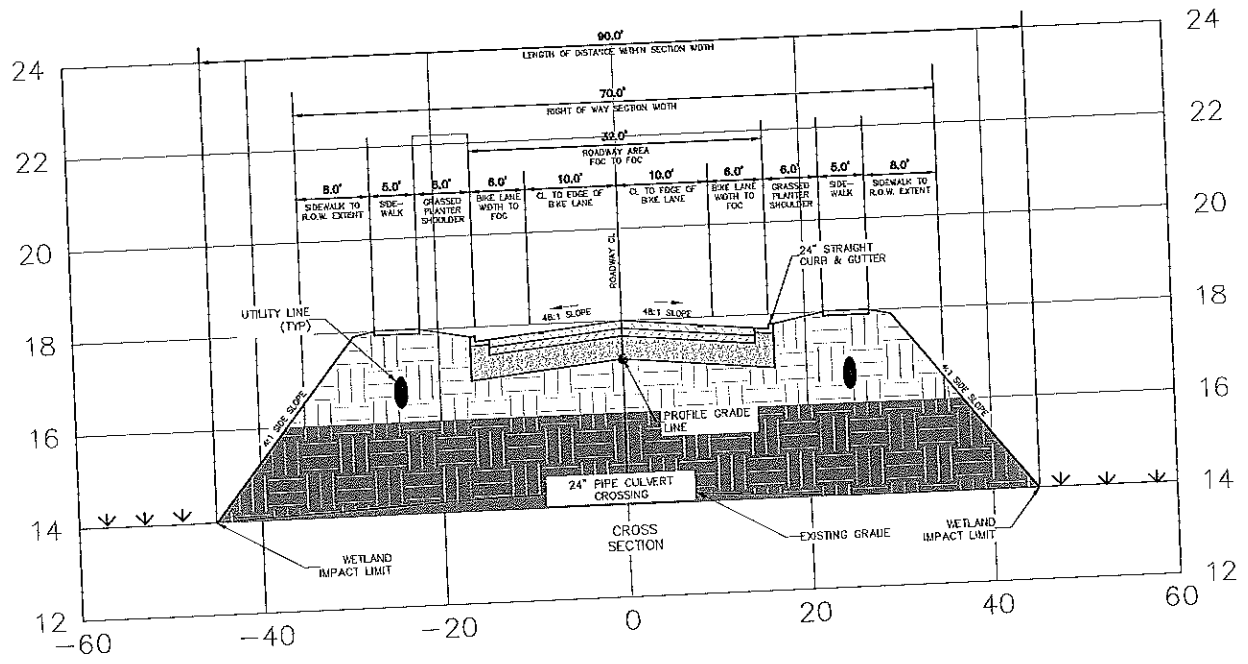 90.0'
LENGTH OF DISTANCE WITHIN SECTION WIDTH
24
24
70.0'
RIGHT OF WAY SECTION WIDTH
22
22
32.0'
ROADWAY AREA
FOC TO FOC
8.0'
5.0'
6.0'
6.0'
10.0'
10.0'
6.0'
6.0'
5.0'
8.0'
SIDEWALK TO
R.O.W. EXTENT
SIDE-
WALK
GRASSED
PLANTER
SHOULDER
BIKE LANE
WIDTH TO
FOC
CL TO EDGE OF
BIKE LANE
CL TO EDGE OF
BIKE LANE
BIKE LANE
WIDTH TO
FOC
GRASSED
PLANTER
SHOULDER
SIDE-
WALK
SIDEWALK TO
R.O.W. EXTENT
20
20
ROADWAY CL
24" STRAIGHT
CURB & GUTTER
UTILITY LINE
(TYP)
48:1 SLOPE
48:1 SLOPE
18
18
4:1 SIDE SLOPE
4:1 SIDE SLOPE
PROFILE GRADE
LINE
16
16
24" PIPE CULVERT
CROSSING
14
14
CROSS
SECTION
EXISTING GRADE
WETLAND
IMPACT LIMIT
WETLAND
IMPACT LIMIT
12
12
-60
-40
-20
0
20
40
60